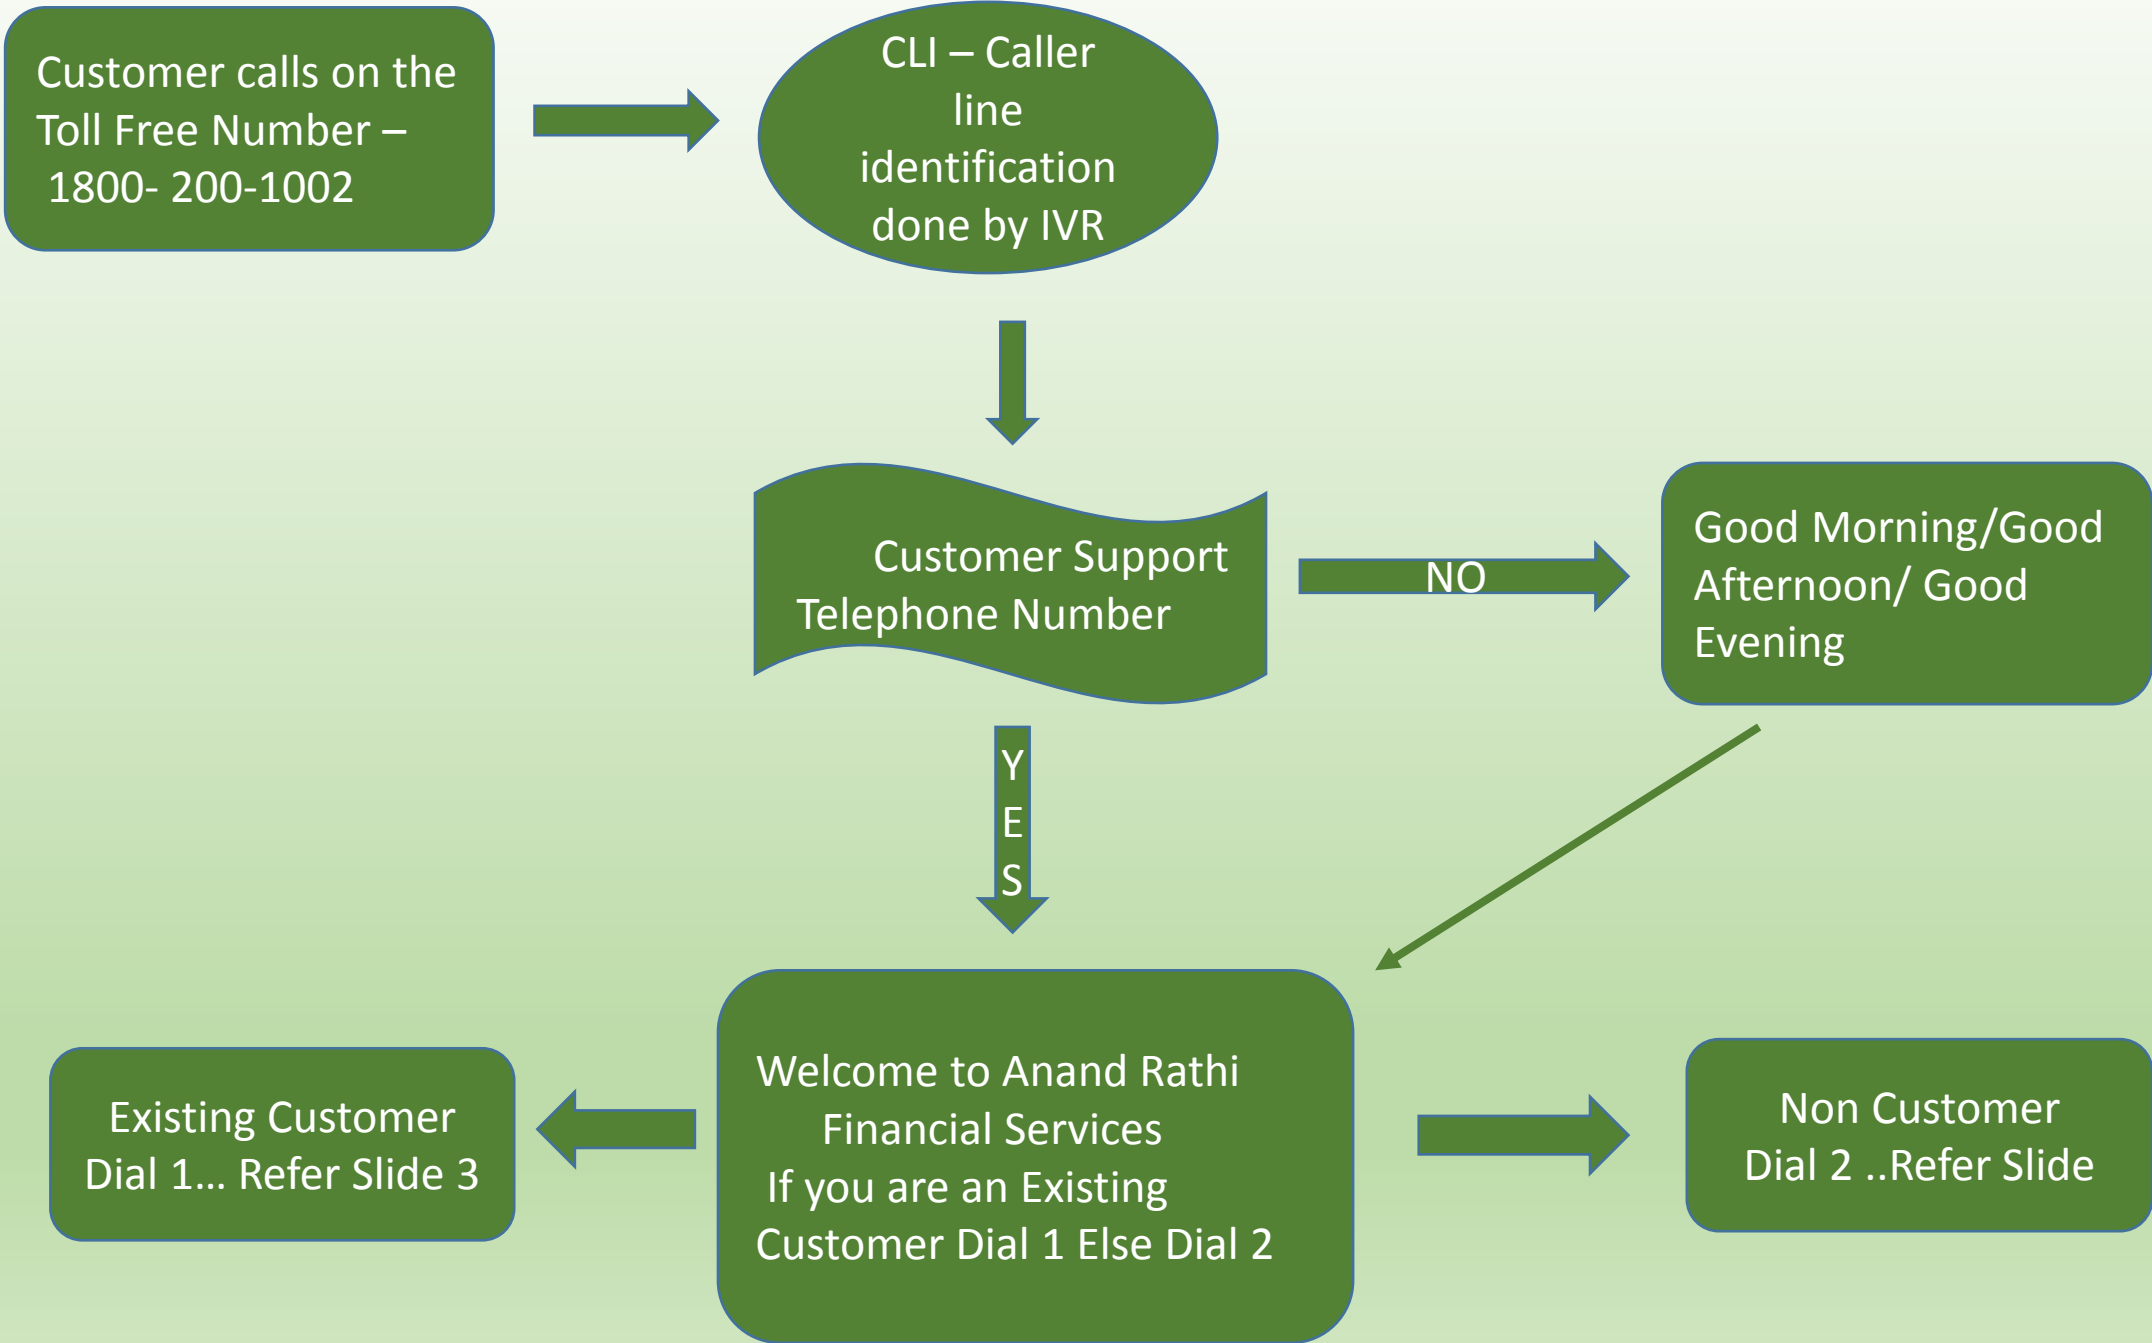 Customer calls on the
Toll Free Number –
1800- 200-1002
CLI – Caller
line
identification
done by IVR
Customer Support
Telephone Number
NO
Good Morning/Good
Afternoon/ Good
Evening
YES
Welcome to Anand Rathi
Financial Services
If you are an Existing
Customer Dial 1 Else Dial 2
Existing Customer
Dial 1... Refer Slide 3
Non Customer
Dial 2 ..Refer Slide